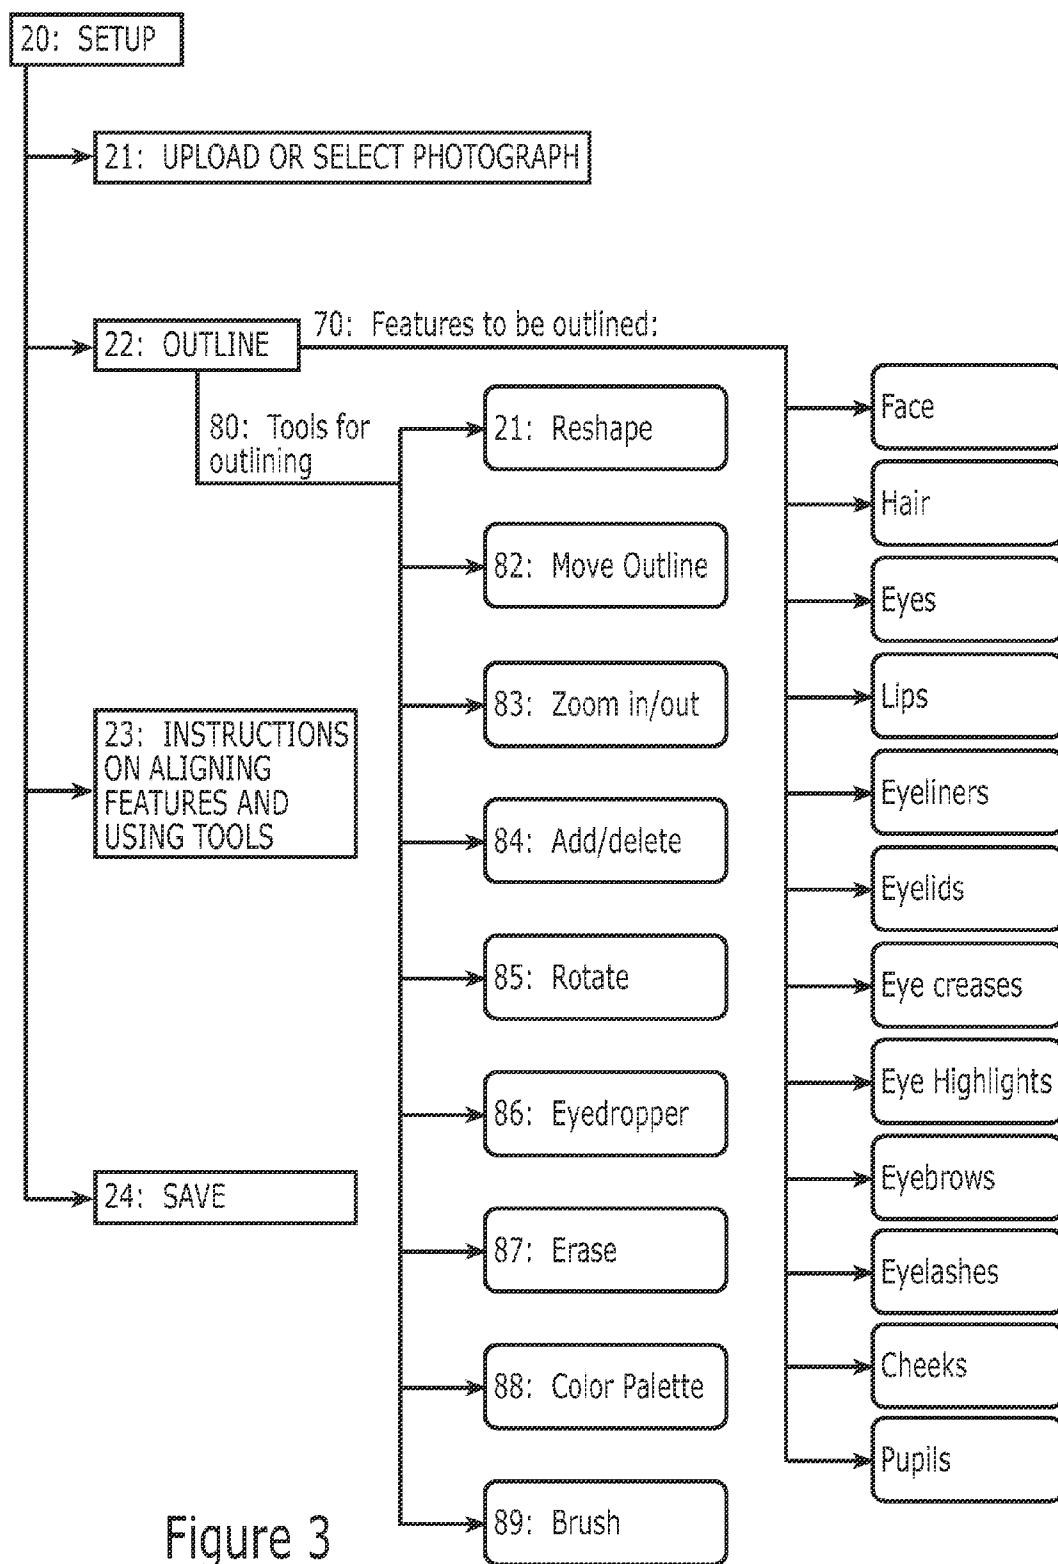 20: SETUP
21: UPLOAD OR SELECT PHOTOGRAPH
22: OUTLINE
70: Features to be outlined:
80: Tools for
outlining
21: Reshape
82: Move Outline
83: Zoom in/out
84: Add/delete
85: Rotate
86: Eyedropper
87: Erase
88: Color Palette
89: Brush
Face
Hair
Eyes
Lips
Eyeliners
Eyelids
Eye creases
Eye Highlights
Eyebrows
Eyelashes
Cheeks
Pupils
23: INSTRUCTIONS
ON ALIGNING
FEATURES AND
USING TOOLS
24: SAVE
Figure 3